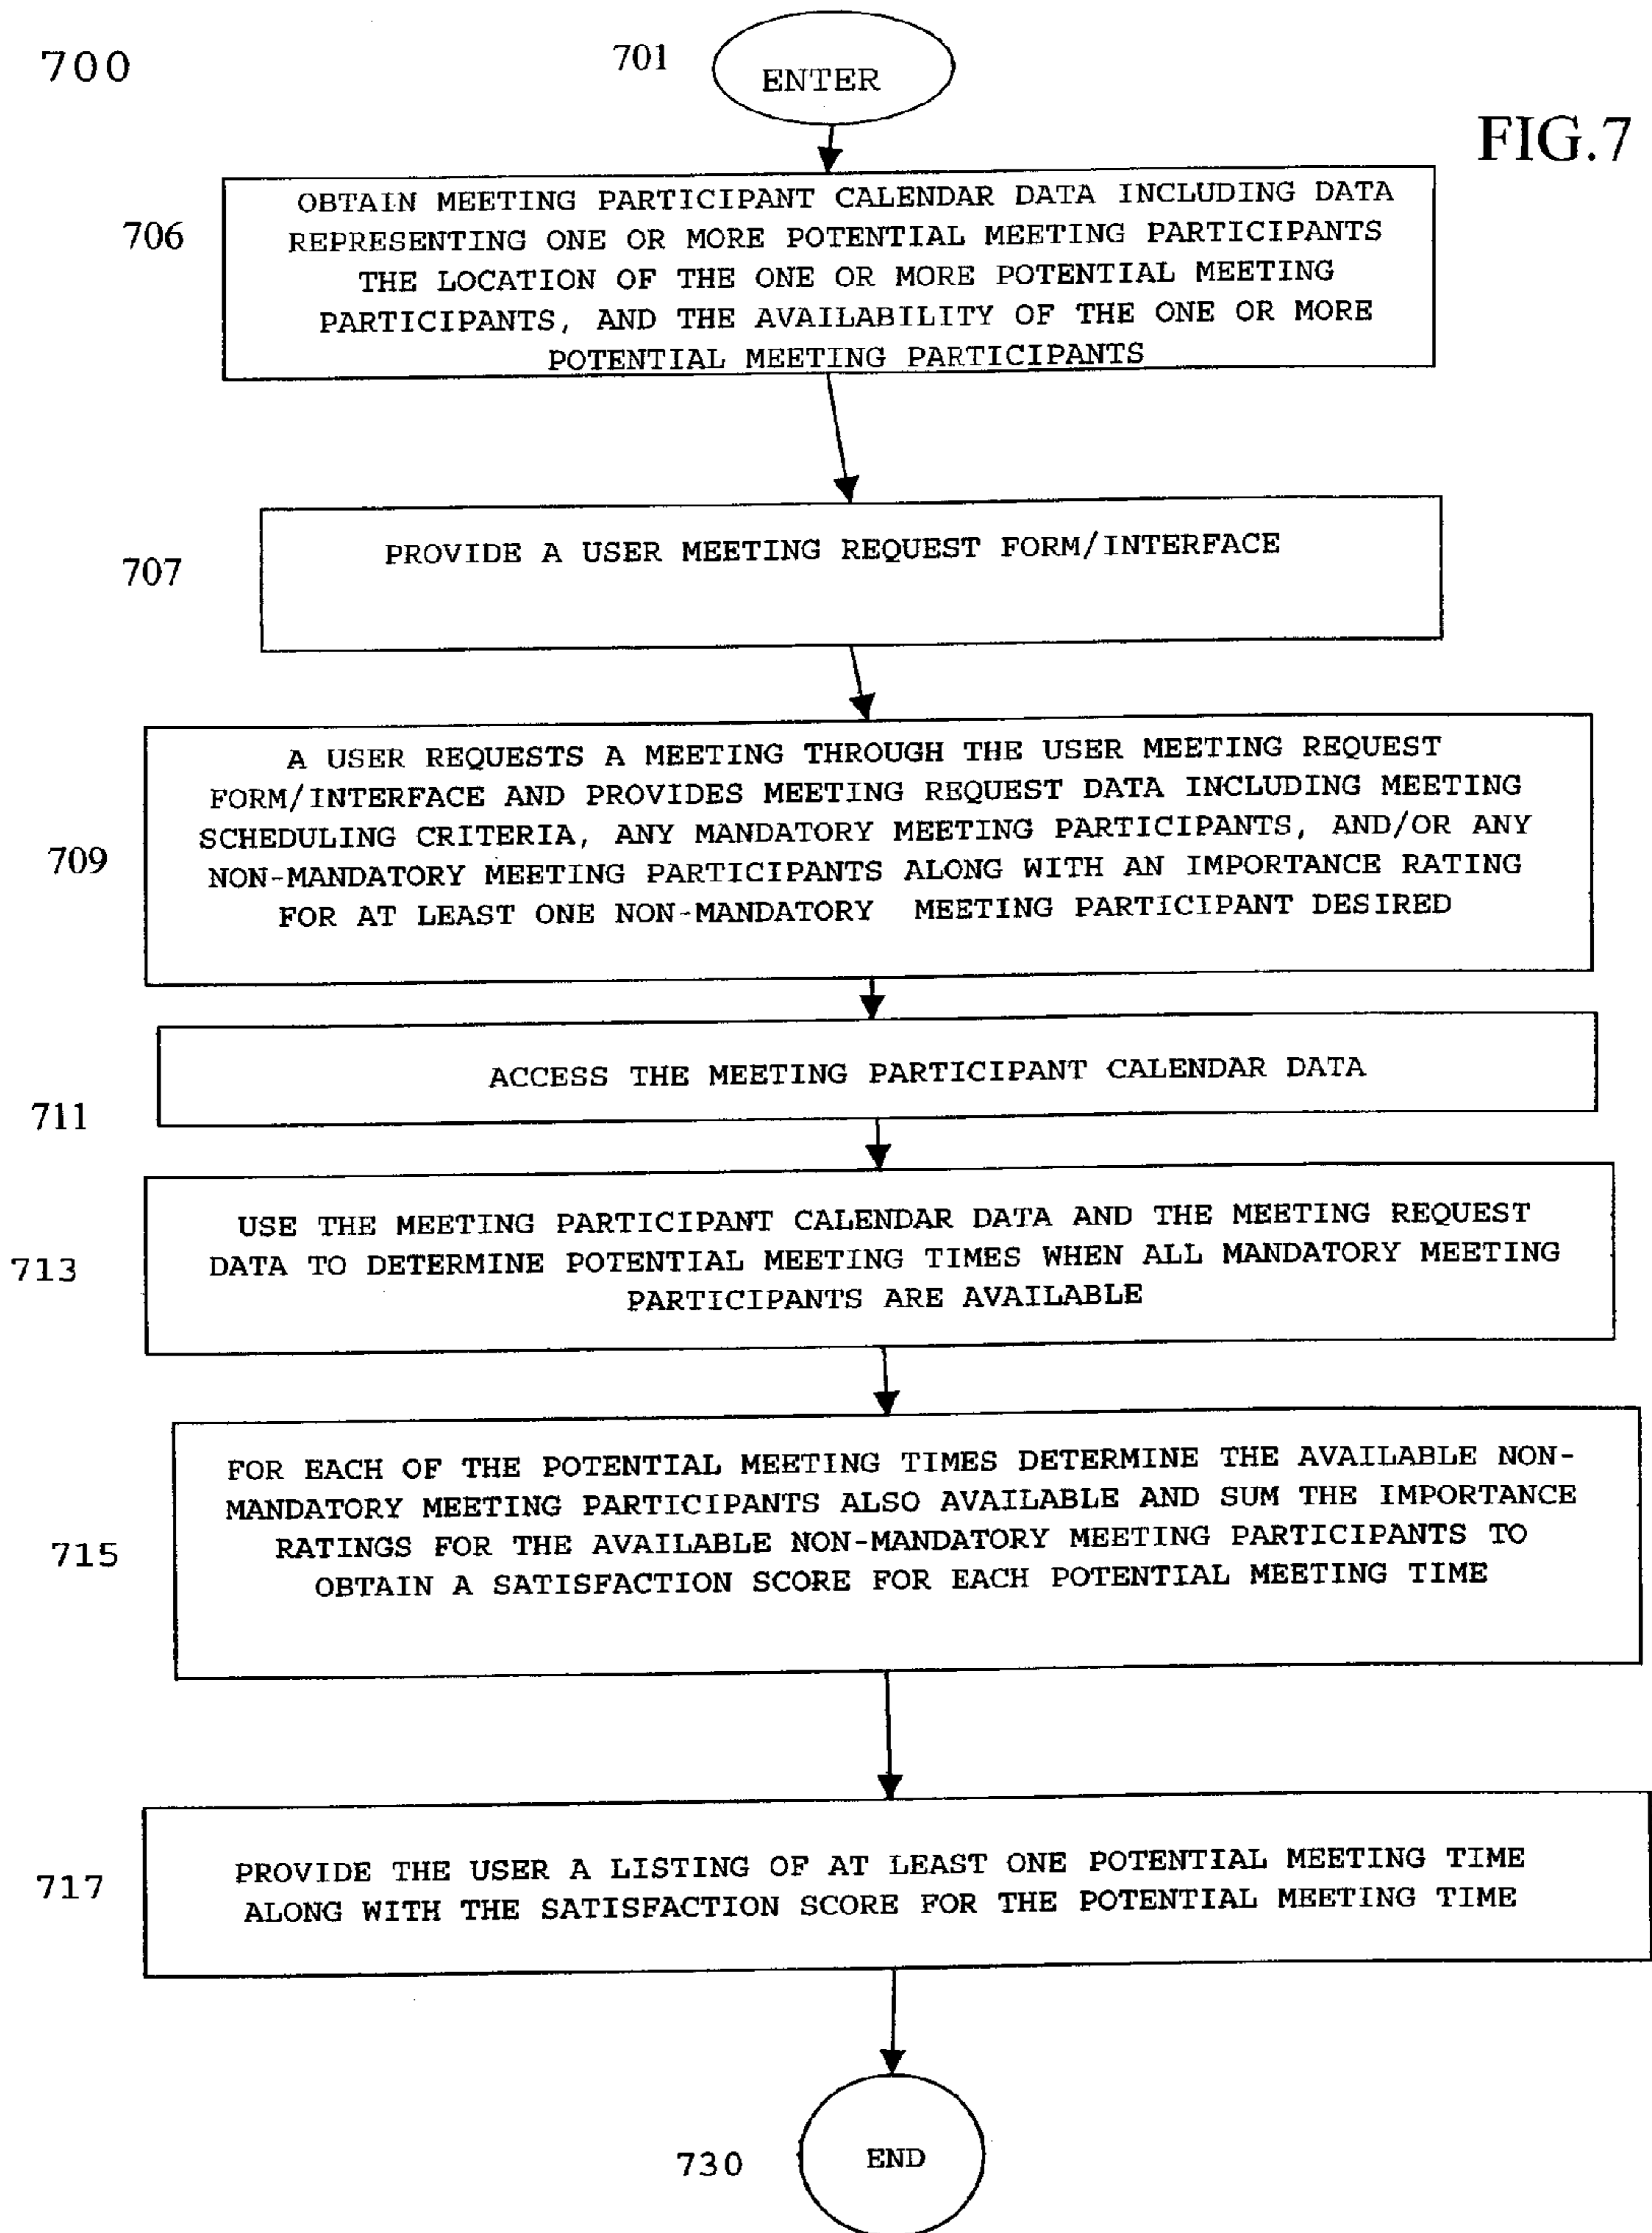 700
701
ENTER
FIG.7
706
OBTAIN MEETING PARTICIPANT CALENDAR DATA INCLUDING DATA
REPRESENTING ONE OR MORE POTENTIAL MEETING PARTICIPANTS
THE LOCATION OF THE ONE OR MORE POTENTIAL MEETING
PARTICIPANTS, AND THE AVAILABILITY OF THE ONE OR MORE
POTENTIAL MEETING PARTICIPANTS
707
PROVIDE A USER MEETING REQUEST FORM/INTERFACE
709
A USER REQUESTS A MEETING THROUGH THE USER MEETING REQUEST
FORM/INTERFACE AND PROVIDES MEETING REQUEST DATA INCLUDING MEETING
SCHEDULING CRITERIA, ANY MANDATORY MEETING PARTICIPANTS, AND/OR ANY
NON-MANDATORY MEETING PARTICIPANTS ALONG WITH AN IMPORTANCE RATING
FOR AT LEAST ONE NON-MANDATORY MEETING PARTICIPANT DESIRED
711
ACCESS THE MEETING PARTICIPANT CALENDAR DATA
713
USE THE MEETING PARTICIPANT CALENDAR DATA AND THE MEETING REQUEST
DATA TO DETERMINE POTENTIAL MEETING TIMES WHEN ALL MANDATORY MEETING
PARTICIPANTS ARE AVAILABLE
715
FOR EACH OF THE POTENTIAL MEETING TIMES DETERMINE THE AVAILABLE NON-
MANDATORY MEETING PARTICIPANTS ALSO AVAILABLE AND SUM THE IMPORTANCE
RATINGS FOR THE AVAILABLE NON-MANDATORY MEETING PARTICIPANTS TO
OBTAIN A SATISFACTION SCORE FOR EACH POTENTIAL MEETING TIME
717
PROVIDE THE USER A LISTING OF AT LEAST ONE POTENTIAL MEETING TIME
ALONG WITH THE SATISFACTION SCORE FOR THE POTENTIAL MEETING TIME
730
END